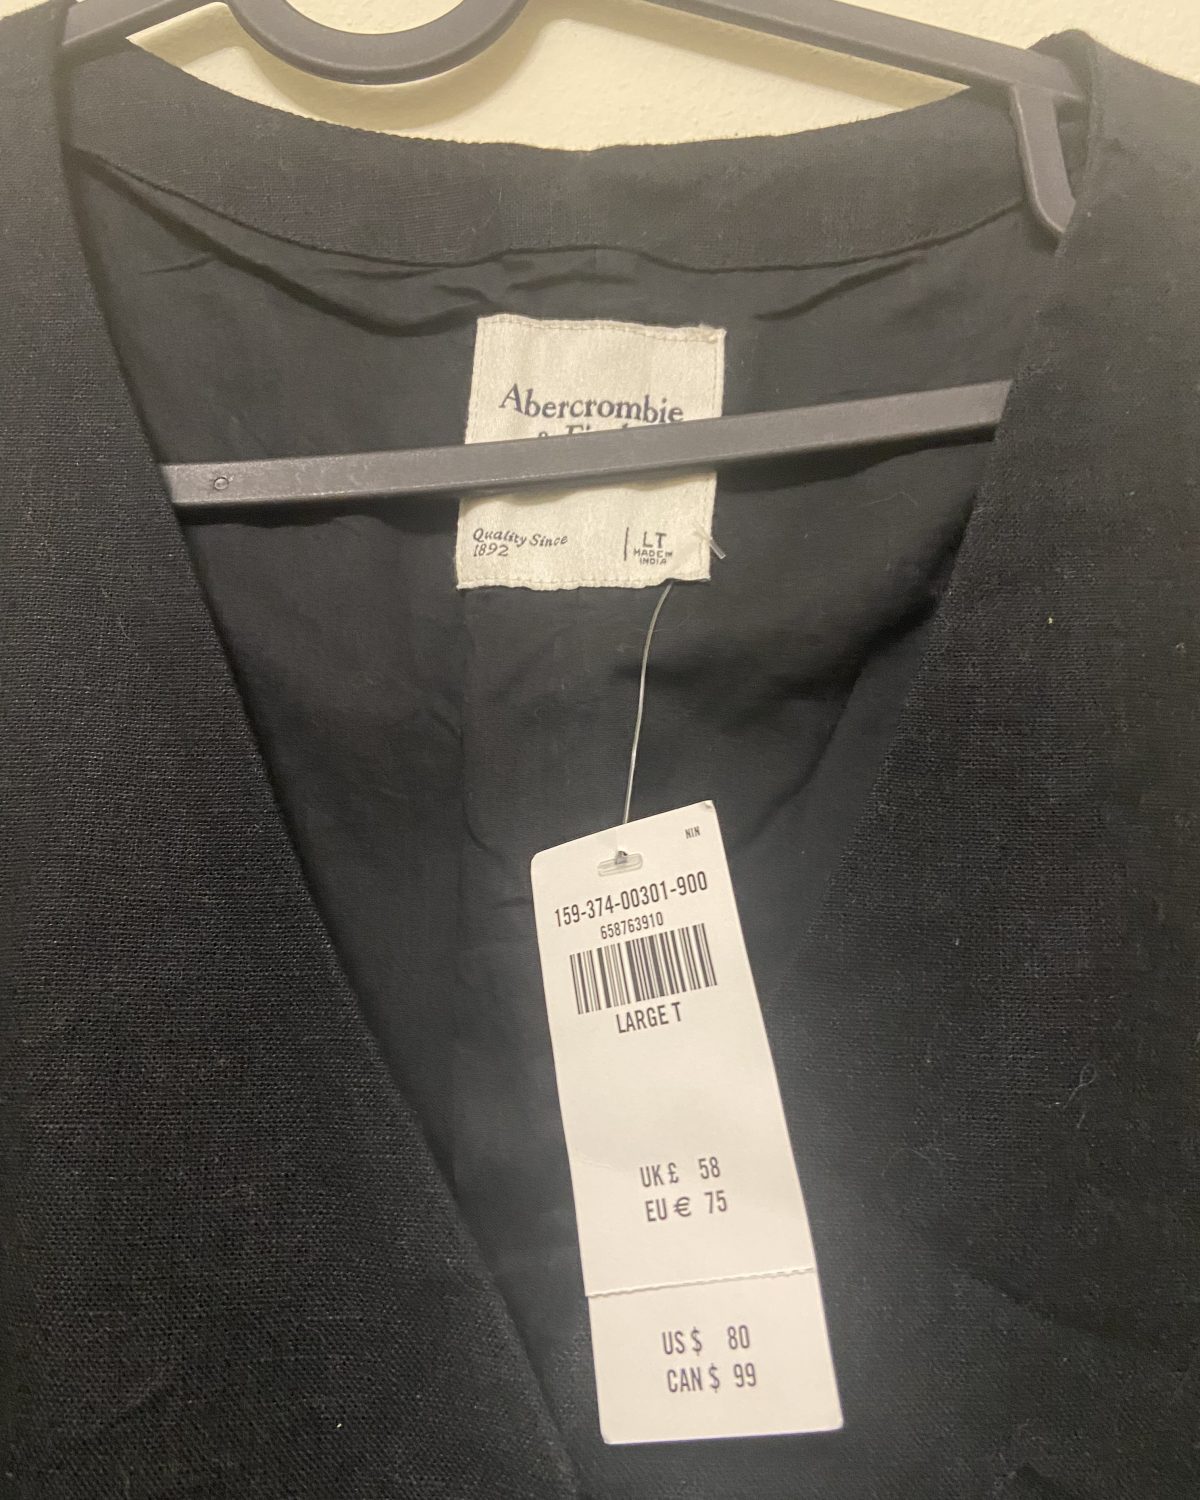 Abercrombie
Quality Since
1892
LT
MADE IN
INDIA
NIN
159-374-00301-900
658763910
LARGE T
UK £ 58
EU € 75
US $ 80
CAN $ 99